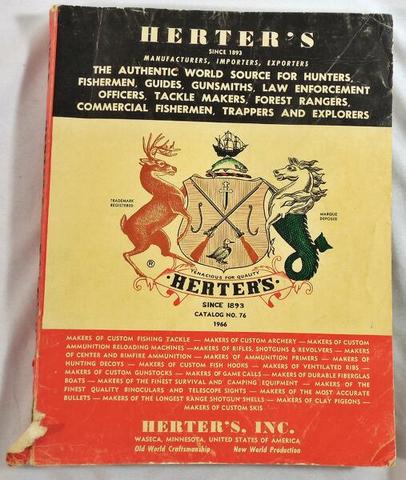 HERTER'S
SINCE 1893
MANUFACTURERS, IMPORTERS, EXPORTERS
THE AUTHENTIC WORLD SOURCE FOR HUNTERS,
FISHERMEN, GUIDES, GUNSMITHS, LAW ENFORCEMENT
OFFICERS, TACKLE MAKERS, FOREST RANGERS,
COMMERCIAL FISHERMEN, TRAPPERS AND EXPLORERS
TRADEMARK
REGISTERED
MARQUE
DEPOSEE
TENACIOUS FOR QUALITY
®
HERTER'S
SINCE 1893
CATALOG NO. 76
1966
MAKERS OF CUSTOM FISHING TACKLE — MAKERS OF CUSTOM ARCHERY — MAKERS OF CUSTOM
AMMUNITION RELOADING MACHINES — MAKERS OF RIFLES, SHOTGUNS & REVOLVERS — MAKERS
OF CENTER AND RIMFIRE AMMUNITION — MAKERS OF AMMUNITION PRIMERS — MAKERS OF
HUNTING DECOYS — MAKERS OF CUSTOM FISH HOOKS — MAKERS OF VENTILATED RIBS —
MAKERS OF CUSTOM GUNSTOCKS — MAKERS OF GAME CALLS — MAKERS OF DURABLE FIBERGLAS
BOATS — MAKERS OF THE FINEST SURVIVAL AND CAMPING EQUIPMENT — MAKERS OF THE
FINEST QUALITY BINOCULARS AND TELESCOPE SIGHTS — MAKERS OF THE MOST ACCURATE
BULLETS — MAKERS OF THE LONGEST RANGE SHOTGUN SHELLS — MAKERS OF CLAY PIGEONS —
MAKERS OF CUSTOM SKIS
HERTER'S, INC.
WASECA, MINNESOTA, UNITED STATES OF AMERICA
Old World Craftsmanship New World Production